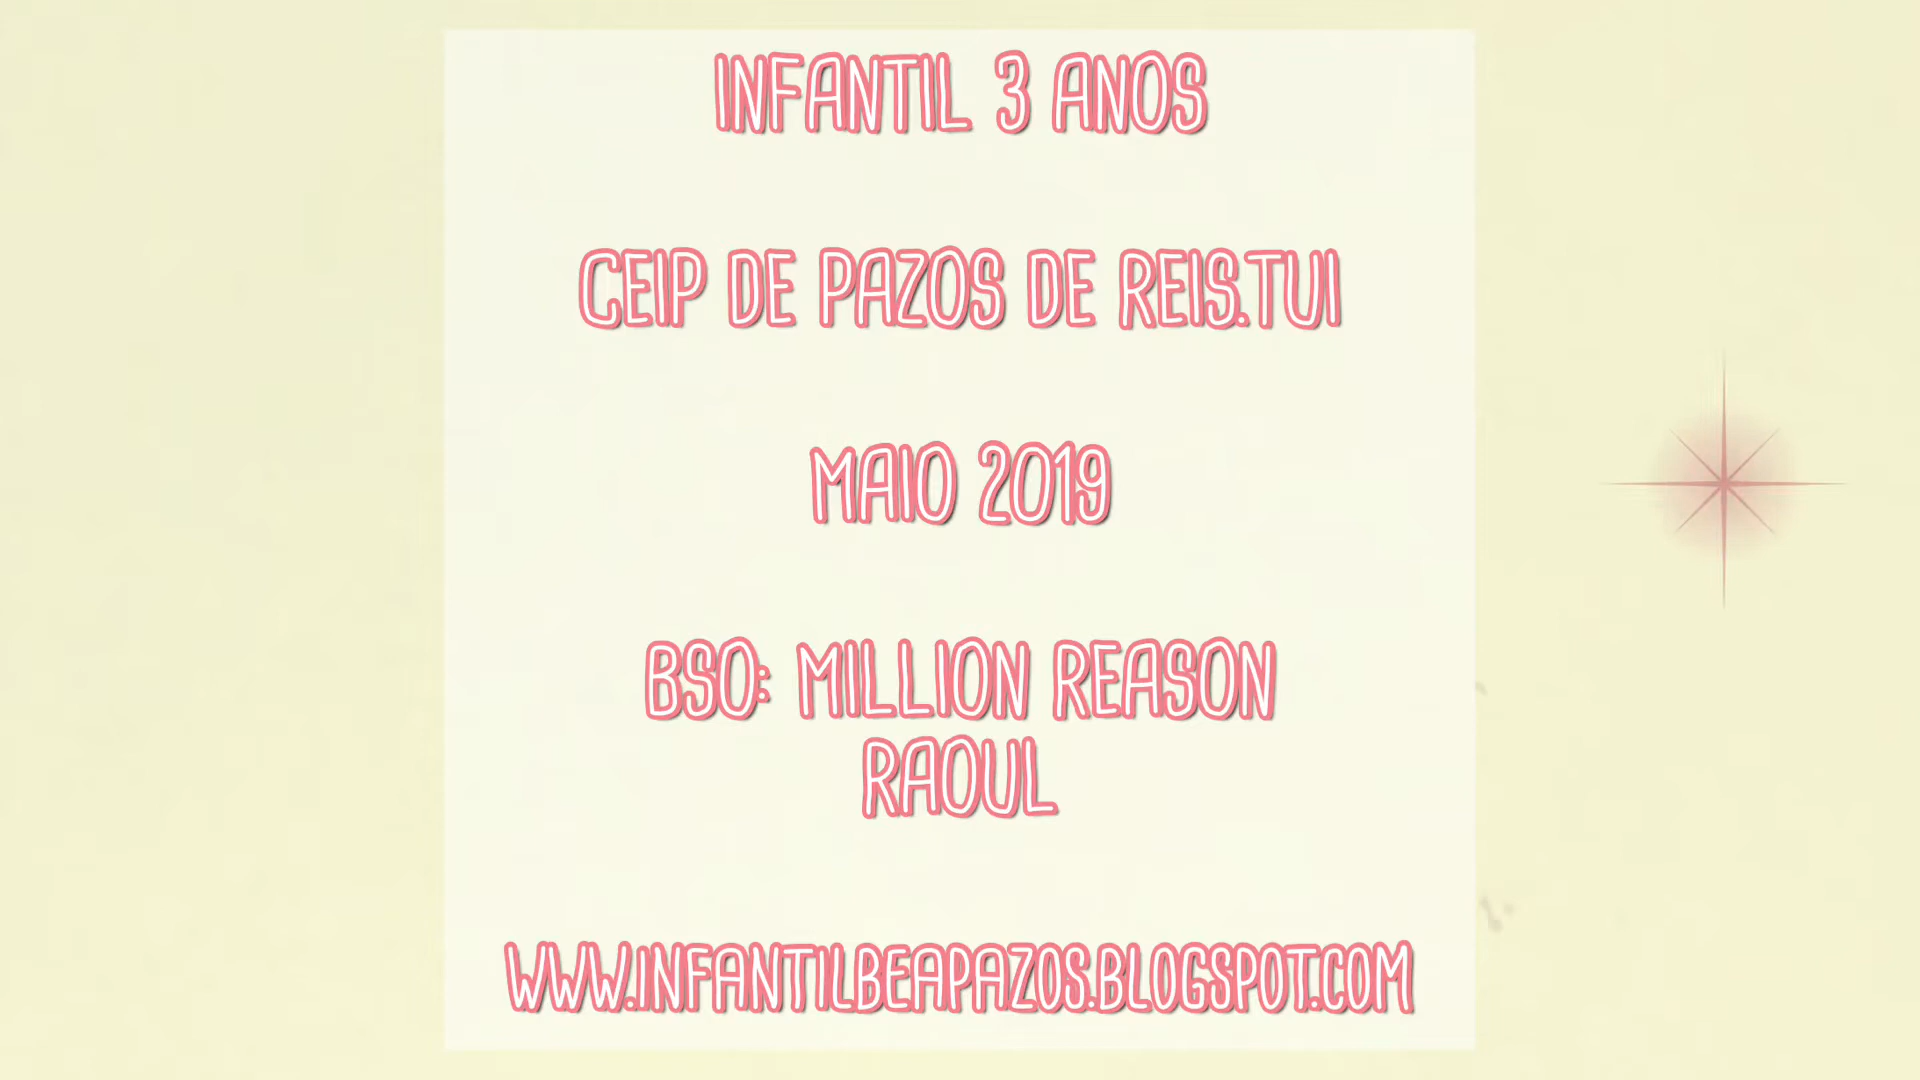 INFANTIL 3 ANOS
CEIP DE PAZOS DE REIS.TUI
MAIO 2019
BSO: MILLION REASON
RAOUL
WWW.INFANTILBEAPAZOS.BLOGSPOT.COM